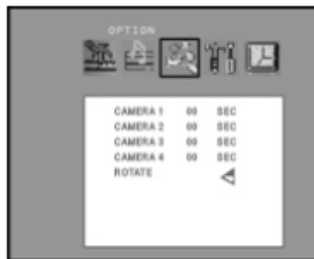 OPTION
CAMERA 1 00 SEC
CAMERA 2 00 SEC
CAMERA 3 00 SEC
CAMERA 4 00 SEC
ROTATE